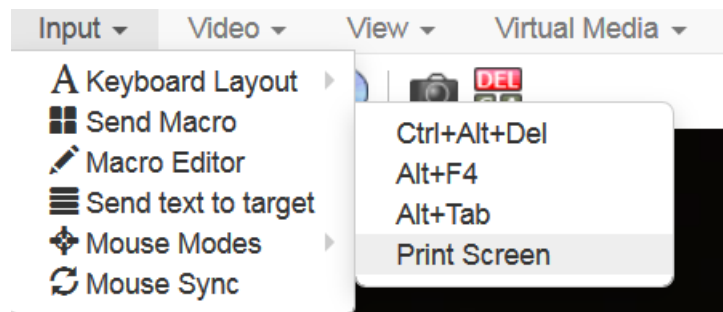 Input Video View Virtual Media
A Keyboard Layout
Send Macro
Macro Editor
Send text to target
Mouse Modes
Mouse Sync
DEL
Ctrl+Alt+Del
Alt+F4
Alt+Tab
Print Screen